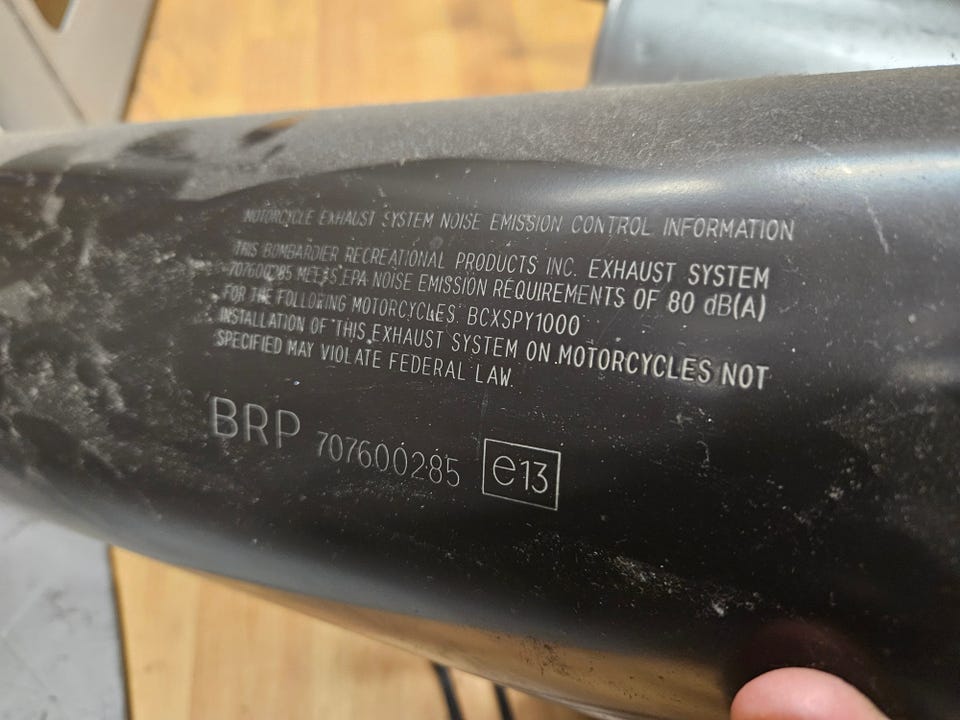 MOTORCYCLE EXHAUST SYSTEM NOISE EMISSION CONTROL INFORMATION
THIS BOMBARDIER RECREATIONAL PRODUCTS INC. EXHAUST SYSTEM
707600285 MEETS EPA NOISE EMISSION REQUIREMENTS OF 80 dB(A)
FOR THE FOLLOWING MOTORCYCLES BCXSPY1000
INSTALLATION OF THIS EXHAUST SYSTEM ON MOTORCYCLES NOT
SPECIFIED MAY VIOLATE FEDERAL LAW.
BRP 707600285 e13